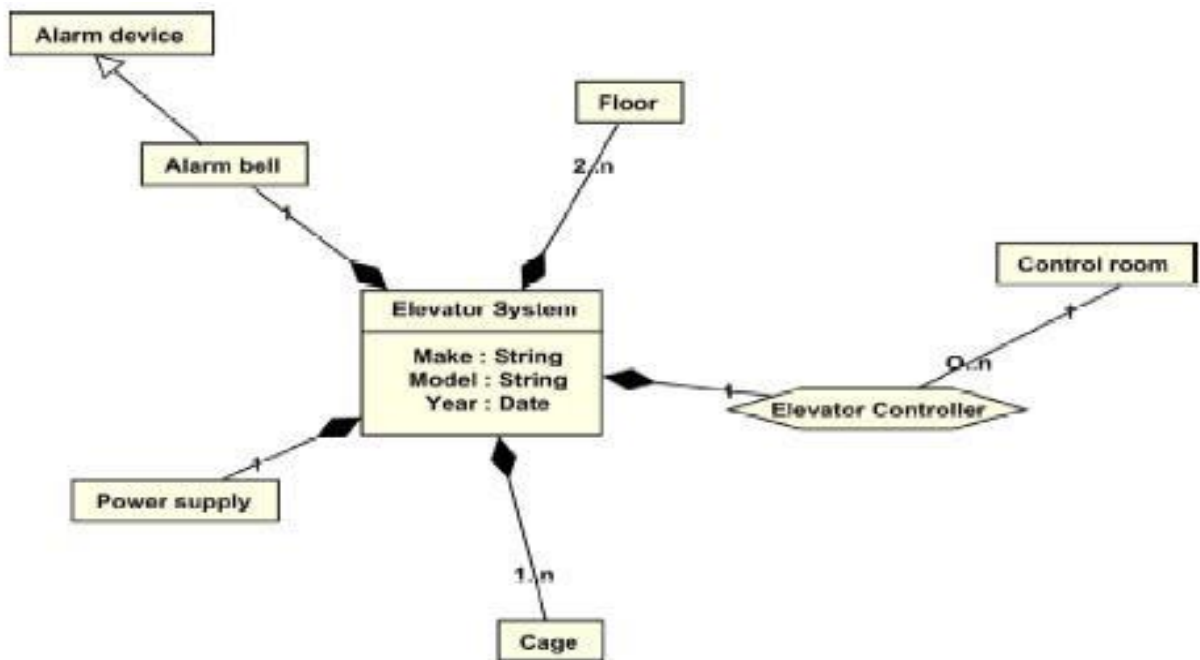 Alarm device
Floor
Alarm bell
2..n
1
Control room
Elevator System
1
Make : String
Model : String
Year : Date
0..n
1
Elevator Controller
1
Power supply
1..n
Cage